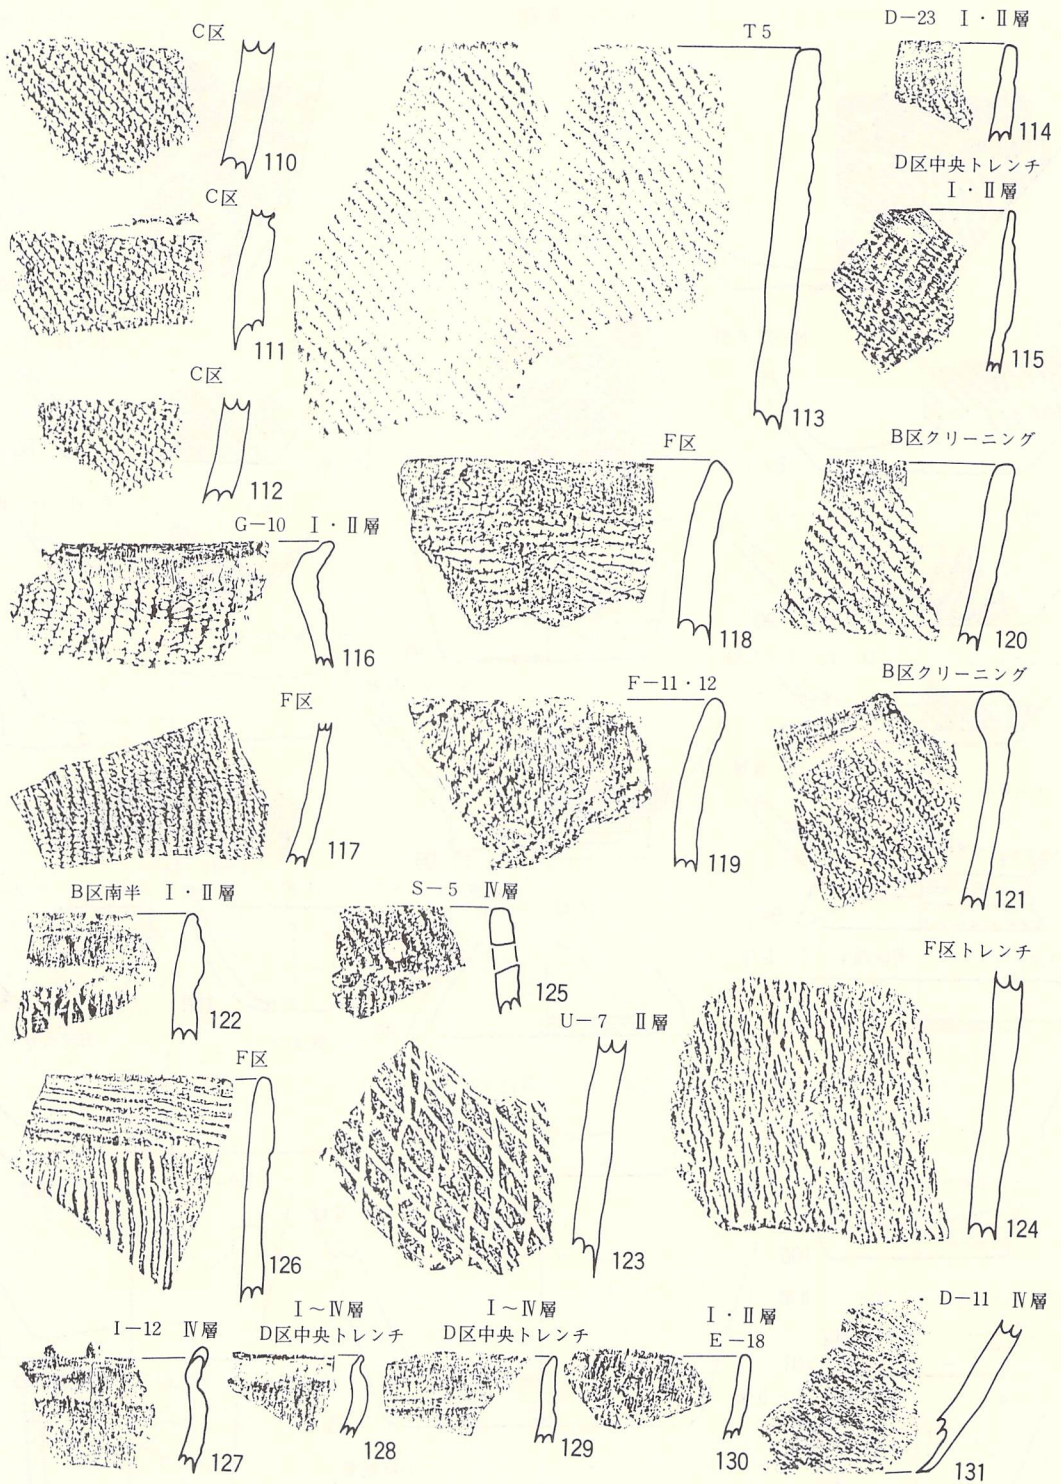 C区
110
C区
111
C区
112
T5
113
D-23 I・II層
114
D区中央トレンチ
I・II層
115
G-10 I・II層
116
F区
117
F区
118
F-11・12
119
B区クリーニング
120
B区クリーニング
121
B区南半 I・II層
122
S-5 IV層
125
U-7 II層
123
F区トレンチ
124
F区
126
I-12 IV層
127
I～IV層
D区中央トレンチ
128
I～IV層
D区中央トレンチ
129
I・II層
E-18
130
D-11 IV層
131